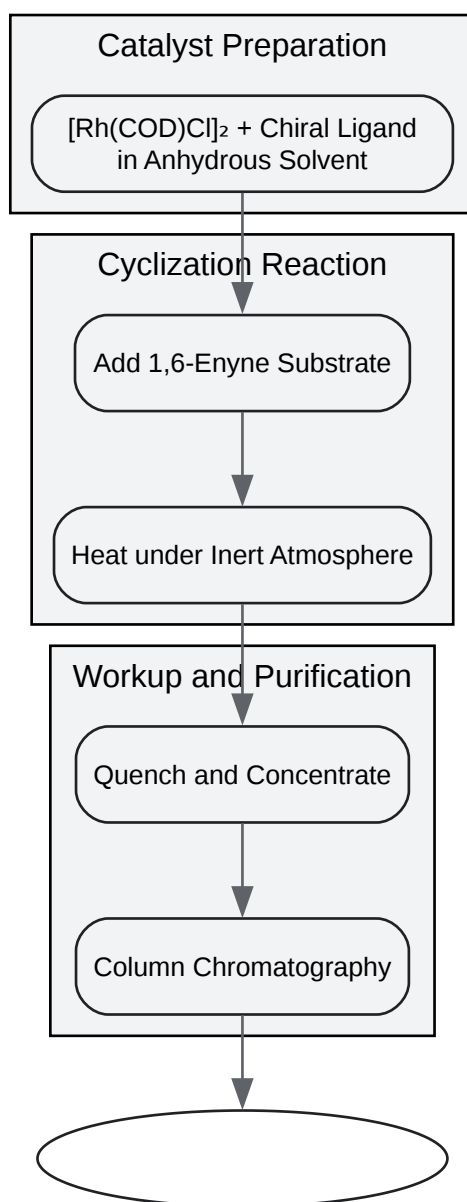 Catalyst Preparation
[Rh(COD)Cl]₂ + Chiral Ligand
in Anhydrous Solvent
Cyclization Reaction
Add 1,6-Enyne Substrate
Heat under Inert Atmosphere
Workup and Purification
Quench and Concentrate
Column Chromatography